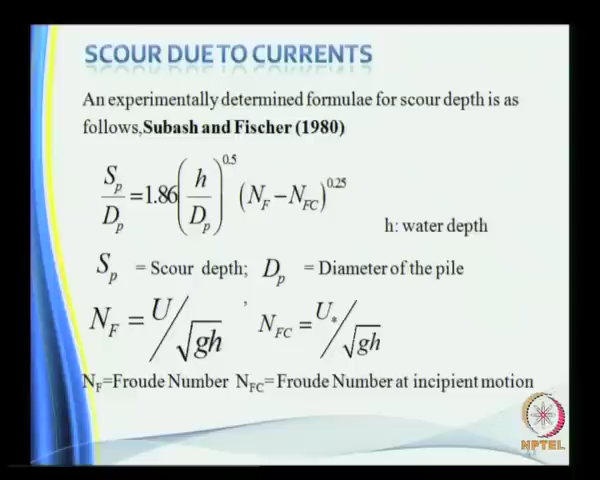 SCOUR DUE TO CURRENTS
An experimentally determined formulae for scour depth is as
follows,Subash and Fischer (1980)
S_p/D_p =1.86(h/D_p)^0.5 (N_F − N_FC)^0.25
h: water depth
S_p = Scour depth; D_p = Diameter of the pile
N_F = U/√gh , N_FC = U_*/√gh
N_F=Froude Number N_FC=Froude Number at incipient motion
NPTEL